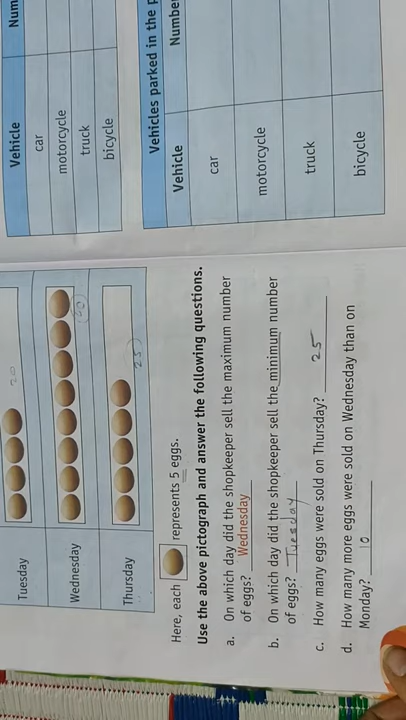 Vehicle
Num
car
motorcycle
truck
bicycle
Vehicles parked in the p
Vehicle
Number
car
motorcycle
truck
bicycle
Tuesday
20
Wednesday
Thursday
25
Here, each represents 5 eggs.
Use the above pictograph and answer the following questions.
a. On which day did the shopkeeper sell the maximum number
of eggs? Wednesday
b. On which day did the shopkeeper sell the minimum number
of eggs? Tuesday
c. How many eggs were sold on Thursday? 25
d. How many more eggs were sold on Wednesday than on
Monday? 10